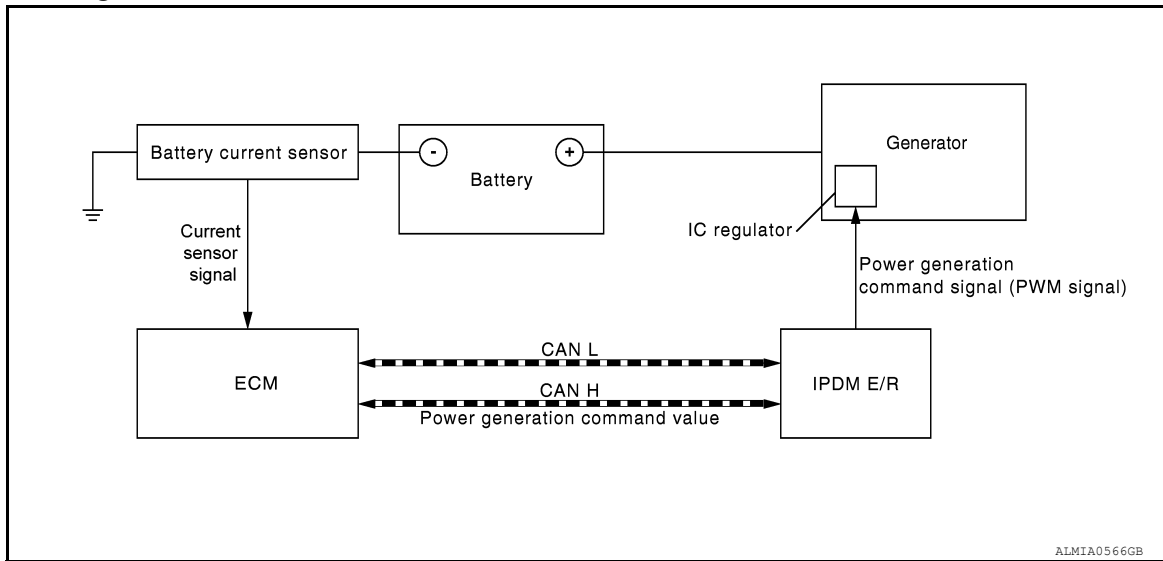 Battery current sensor
-
+
Battery
Generator
IC regulator
Current
sensor
signal
Power generation
command signal (PWM signal)
ECM
CAN L
CAN H
Power generation command value
IPDM E/R
ALMIA0566GB